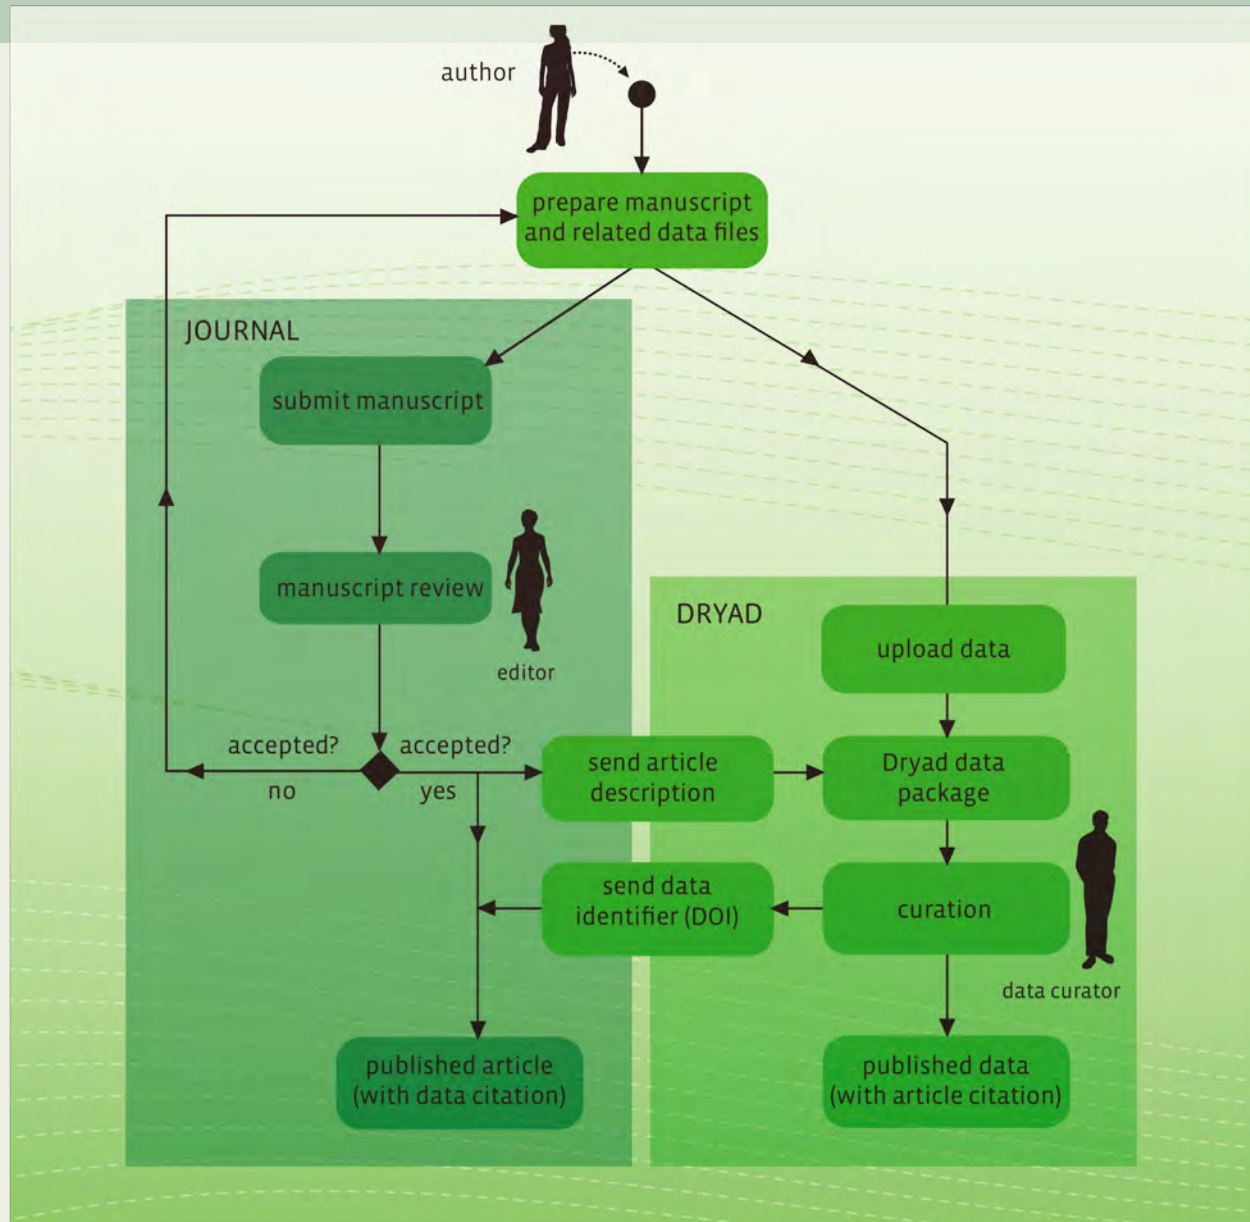 author
prepare manuscript
and related data files
JOURNAL
submit manuscript
manuscript review
editor
DRYAD
upload data
accepted?
no
accepted?
yes
send article
description
Dryad data
package
send data
identifier (DOI)
curation
data curator
published article
(with data citation)
published data
(with article citation)